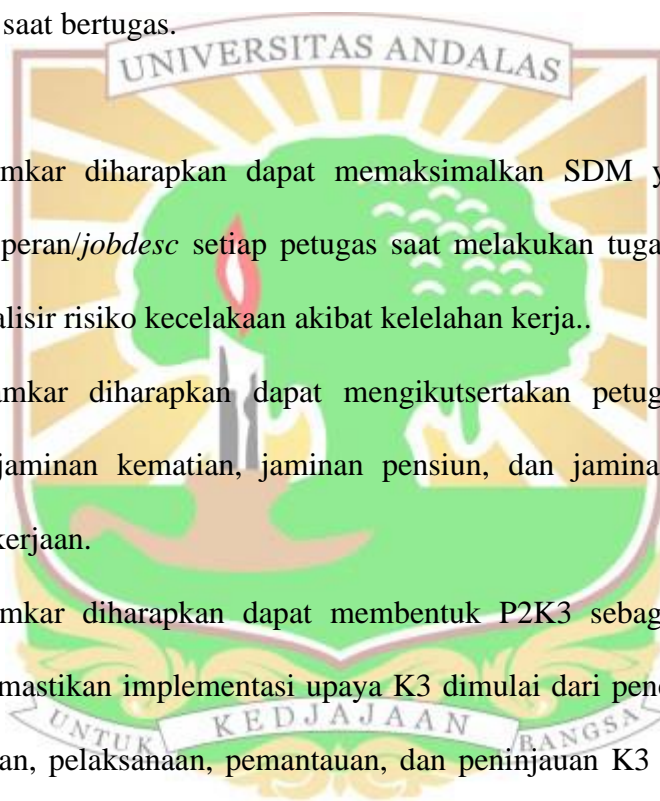 saat bertugas.
UNIVERSITAS ANDALAS
mkar diharapkan dapat memaksimalkan SDM y
peran/jobdesc setiap petugas saat melakukan tuga
alisir risiko kecelakaan akibat kelelahan kerja..
mkar diharapkan dapat mengikutsertakan petug
jaminan kematian, jaminan pensiun, dan jamina
kerjaan.
mkar diharapkan dapat membentuk P2K3 sebag
mastikan implementasi upaya K3 dimulai dari pene
an, pelaksanaan, pemantauan, dan peninjauan K3
UNTUK KEDJAJAAN BANGSA